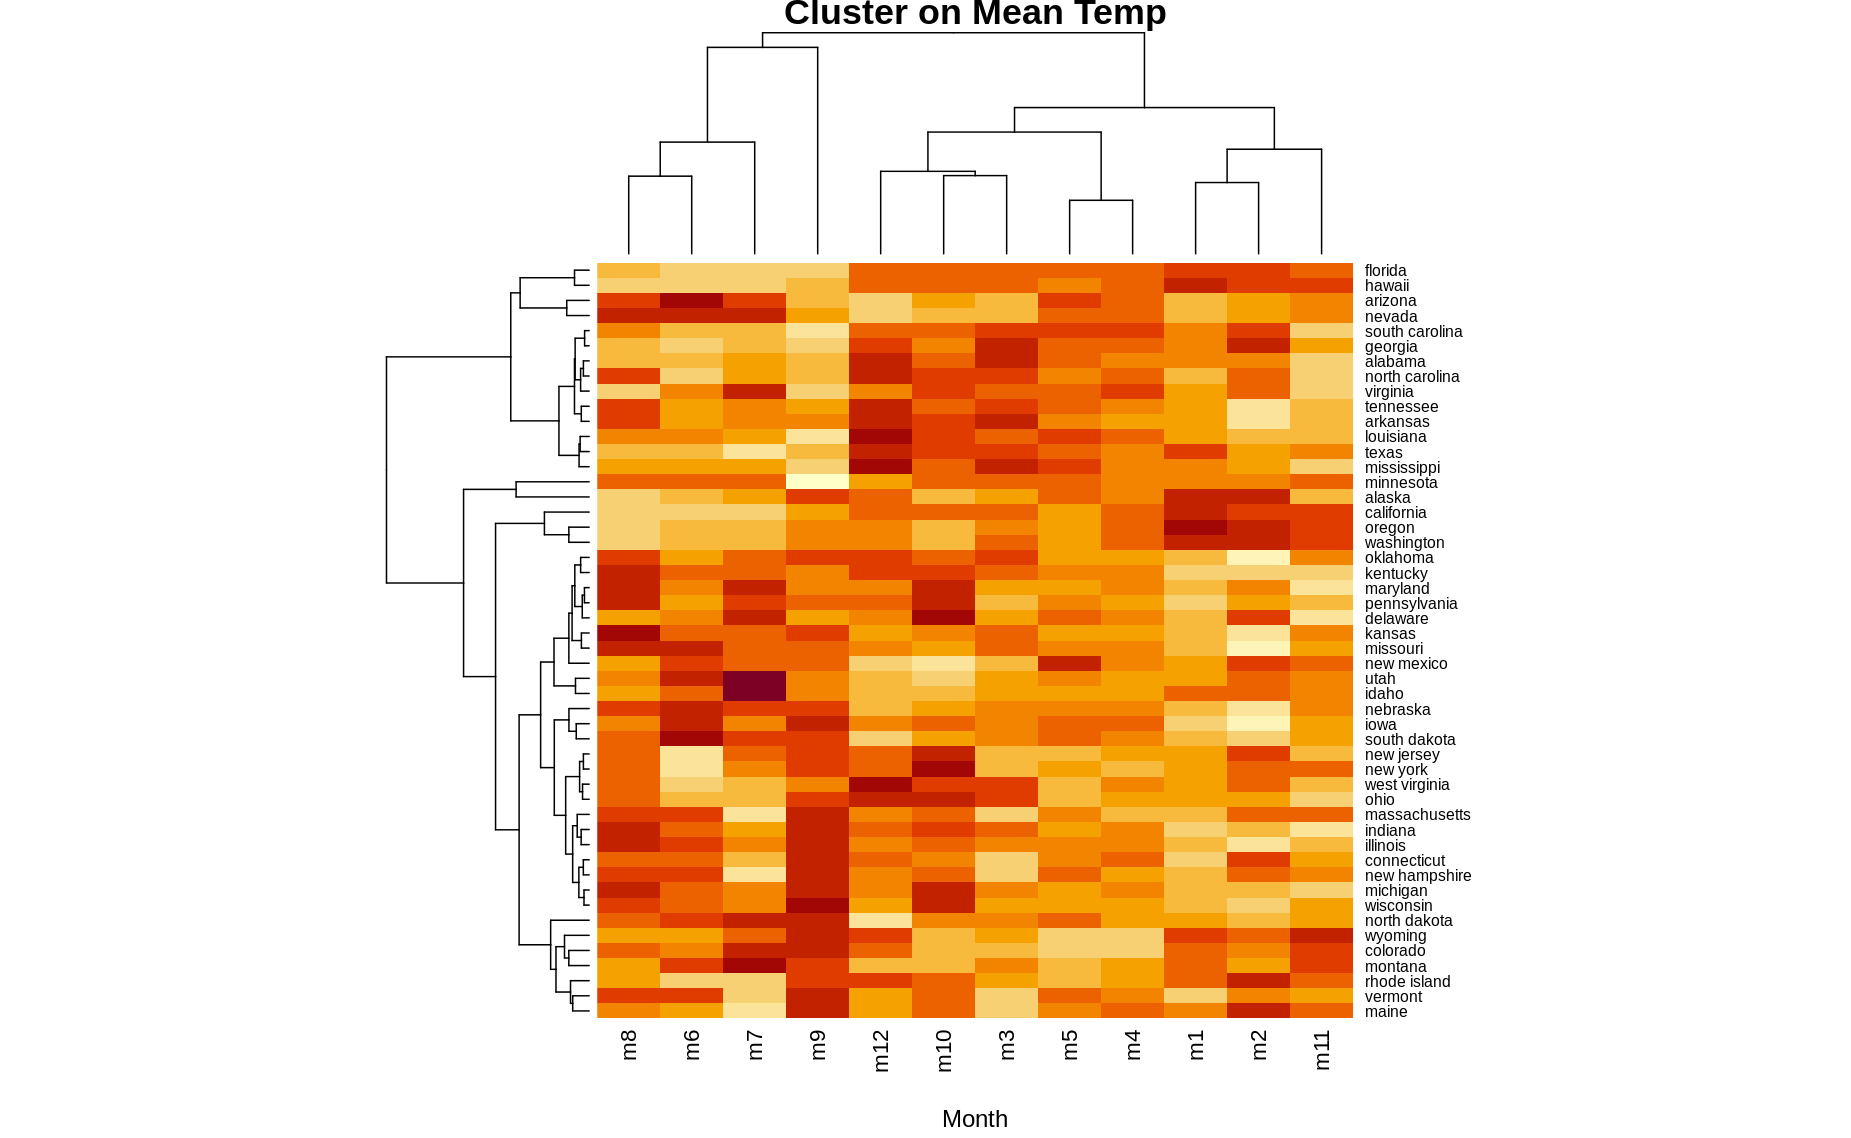 Cluster on Mean Temp
florida
hawaii
arizona
nevada
south carolina
georgia
alabama
north carolina
virginia
tennessee
arkansas
louisiana
texas
mississippi
minnesota
alaska
california
oregon
washington
oklahoma
kentucky
maryland
pennsylvania
delaware
kansas
missouri
new mexico
utah
idaho
nebraska
iowa
south dakota
new jersey
new york
west virginia
ohio
massachusetts
indiana
illinois
connecticut
new hampshire
michigan
wisconsin
north dakota
wyoming
colorado
montana
rhode island
vermont
maine
m8 m6 m7 m9 m12 m10 m3 m5 m4 m1 m2 m11
Month